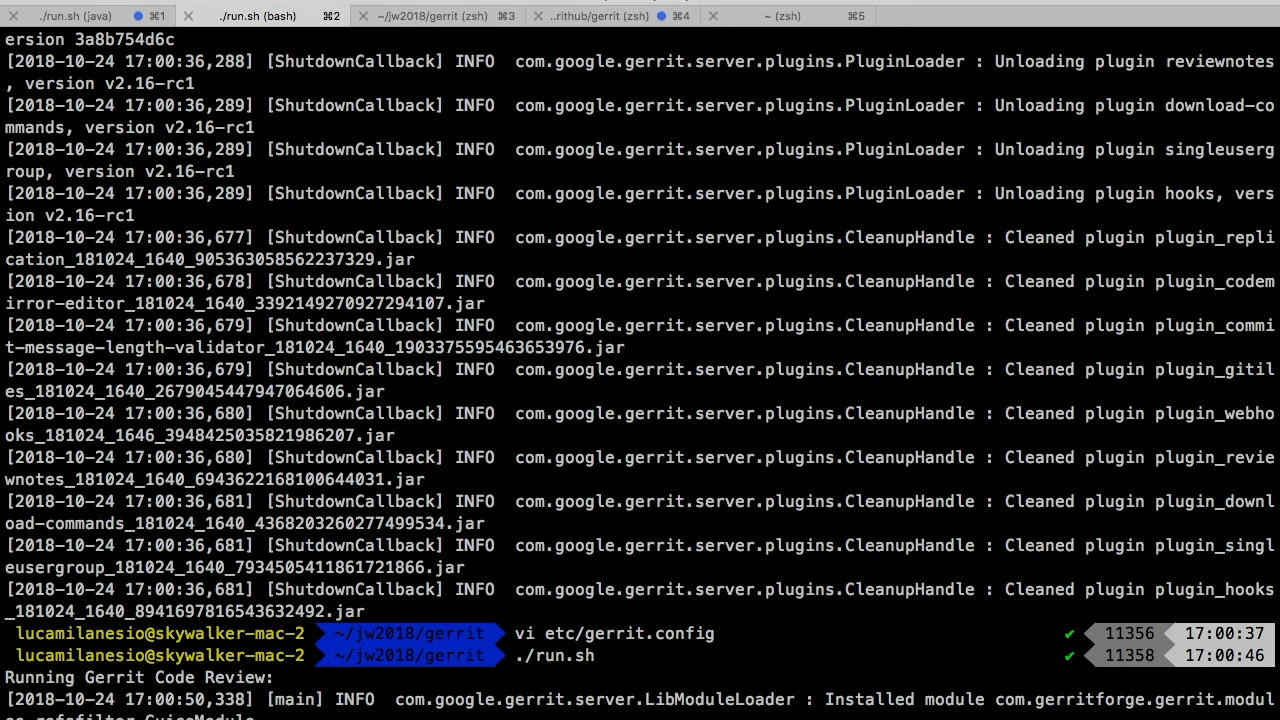 ./run.sh (java) ⌘1 ./run.sh (bash) ⌘2 ~/jw2018/gerrit (zsh) ⌘3 ..rithub/gerrit (zsh) ⌘4 ~ (zsh) ⌘5
ersion 3a8b754d6c
[2018-10-24 17:00:36,288] [ShutdownCallback] INFO  com.google.gerrit.server.plugins.PluginLoader : Unloading plugin reviewnotes
, version v2.16-rc1
[2018-10-24 17:00:36,289] [ShutdownCallback] INFO  com.google.gerrit.server.plugins.PluginLoader : Unloading plugin download-co
mmands, version v2.16-rc1
[2018-10-24 17:00:36,289] [ShutdownCallback] INFO  com.google.gerrit.server.plugins.PluginLoader : Unloading plugin singleuserg
roup, version v2.16-rc1
[2018-10-24 17:00:36,289] [ShutdownCallback] INFO  com.google.gerrit.server.plugins.PluginLoader : Unloading plugin hooks, vers
ion v2.16-rc1
[2018-10-24 17:00:36,677] [ShutdownCallback] INFO  com.google.gerrit.server.plugins.CleanupHandle : Cleaned plugin plugin_repli
cation_181024_1640_905363058562237329.jar
[2018-10-24 17:00:36,678] [ShutdownCallback] INFO  com.google.gerrit.server.plugins.CleanupHandle : Cleaned plugin plugin_codem
irror-editor_181024_1640_3392149270927294107.jar
[2018-10-24 17:00:36,679] [ShutdownCallback] INFO  com.google.gerrit.server.plugins.CleanupHandle : Cleaned plugin plugin_commi
t-message-length-validator_181024_1640_1903375595463653976.jar
[2018-10-24 17:00:36,679] [ShutdownCallback] INFO  com.google.gerrit.server.plugins.CleanupHandle : Cleaned plugin plugin_gitil
es_181024_1640_2679045447947064606.jar
[2018-10-24 17:00:36,680] [ShutdownCallback] INFO  com.google.gerrit.server.plugins.CleanupHandle : Cleaned plugin plugin_webho
oks_181024_1646_3948425035821986207.jar
[2018-10-24 17:00:36,680] [ShutdownCallback] INFO  com.google.gerrit.server.plugins.CleanupHandle : Cleaned plugin plugin_revie
wnotes_181024_1640_6943622168100644031.jar
[2018-10-24 17:00:36,681] [ShutdownCallback] INFO  com.google.gerrit.server.plugins.CleanupHandle : Cleaned plugin plugin_downl
oad-commands_181024_1640_4368203260277499534.jar
[2018-10-24 17:00:36,681] [ShutdownCallback] INFO  com.google.gerrit.server.plugins.CleanupHandle : Cleaned plugin plugin_singl
eusergroup_181024_1640_7934505411861721866.jar
[2018-10-24 17:00:36,681] [ShutdownCallback] INFO  com.google.gerrit.server.plugins.CleanupHandle : Cleaned plugin plugin_hooks
_181024_1640_8941697816543632492.jar
lucamilanesio@skywalker-mac-2 ~/jw2018/gerrit vi etc/gerrit.config ✔ 11356 17:00:37
lucamilanesio@skywalker-mac-2 ~/jw2018/gerrit ./run.sh ✔ 11358 17:00:46
Running Gerrit Code Review:
[2018-10-24 17:00:50,338] [main] INFO  com.google.gerrit.server.LibModuleLoader : Installed module com.gerritforge.gerrit.modul
es.refsfilter.GuiceModule